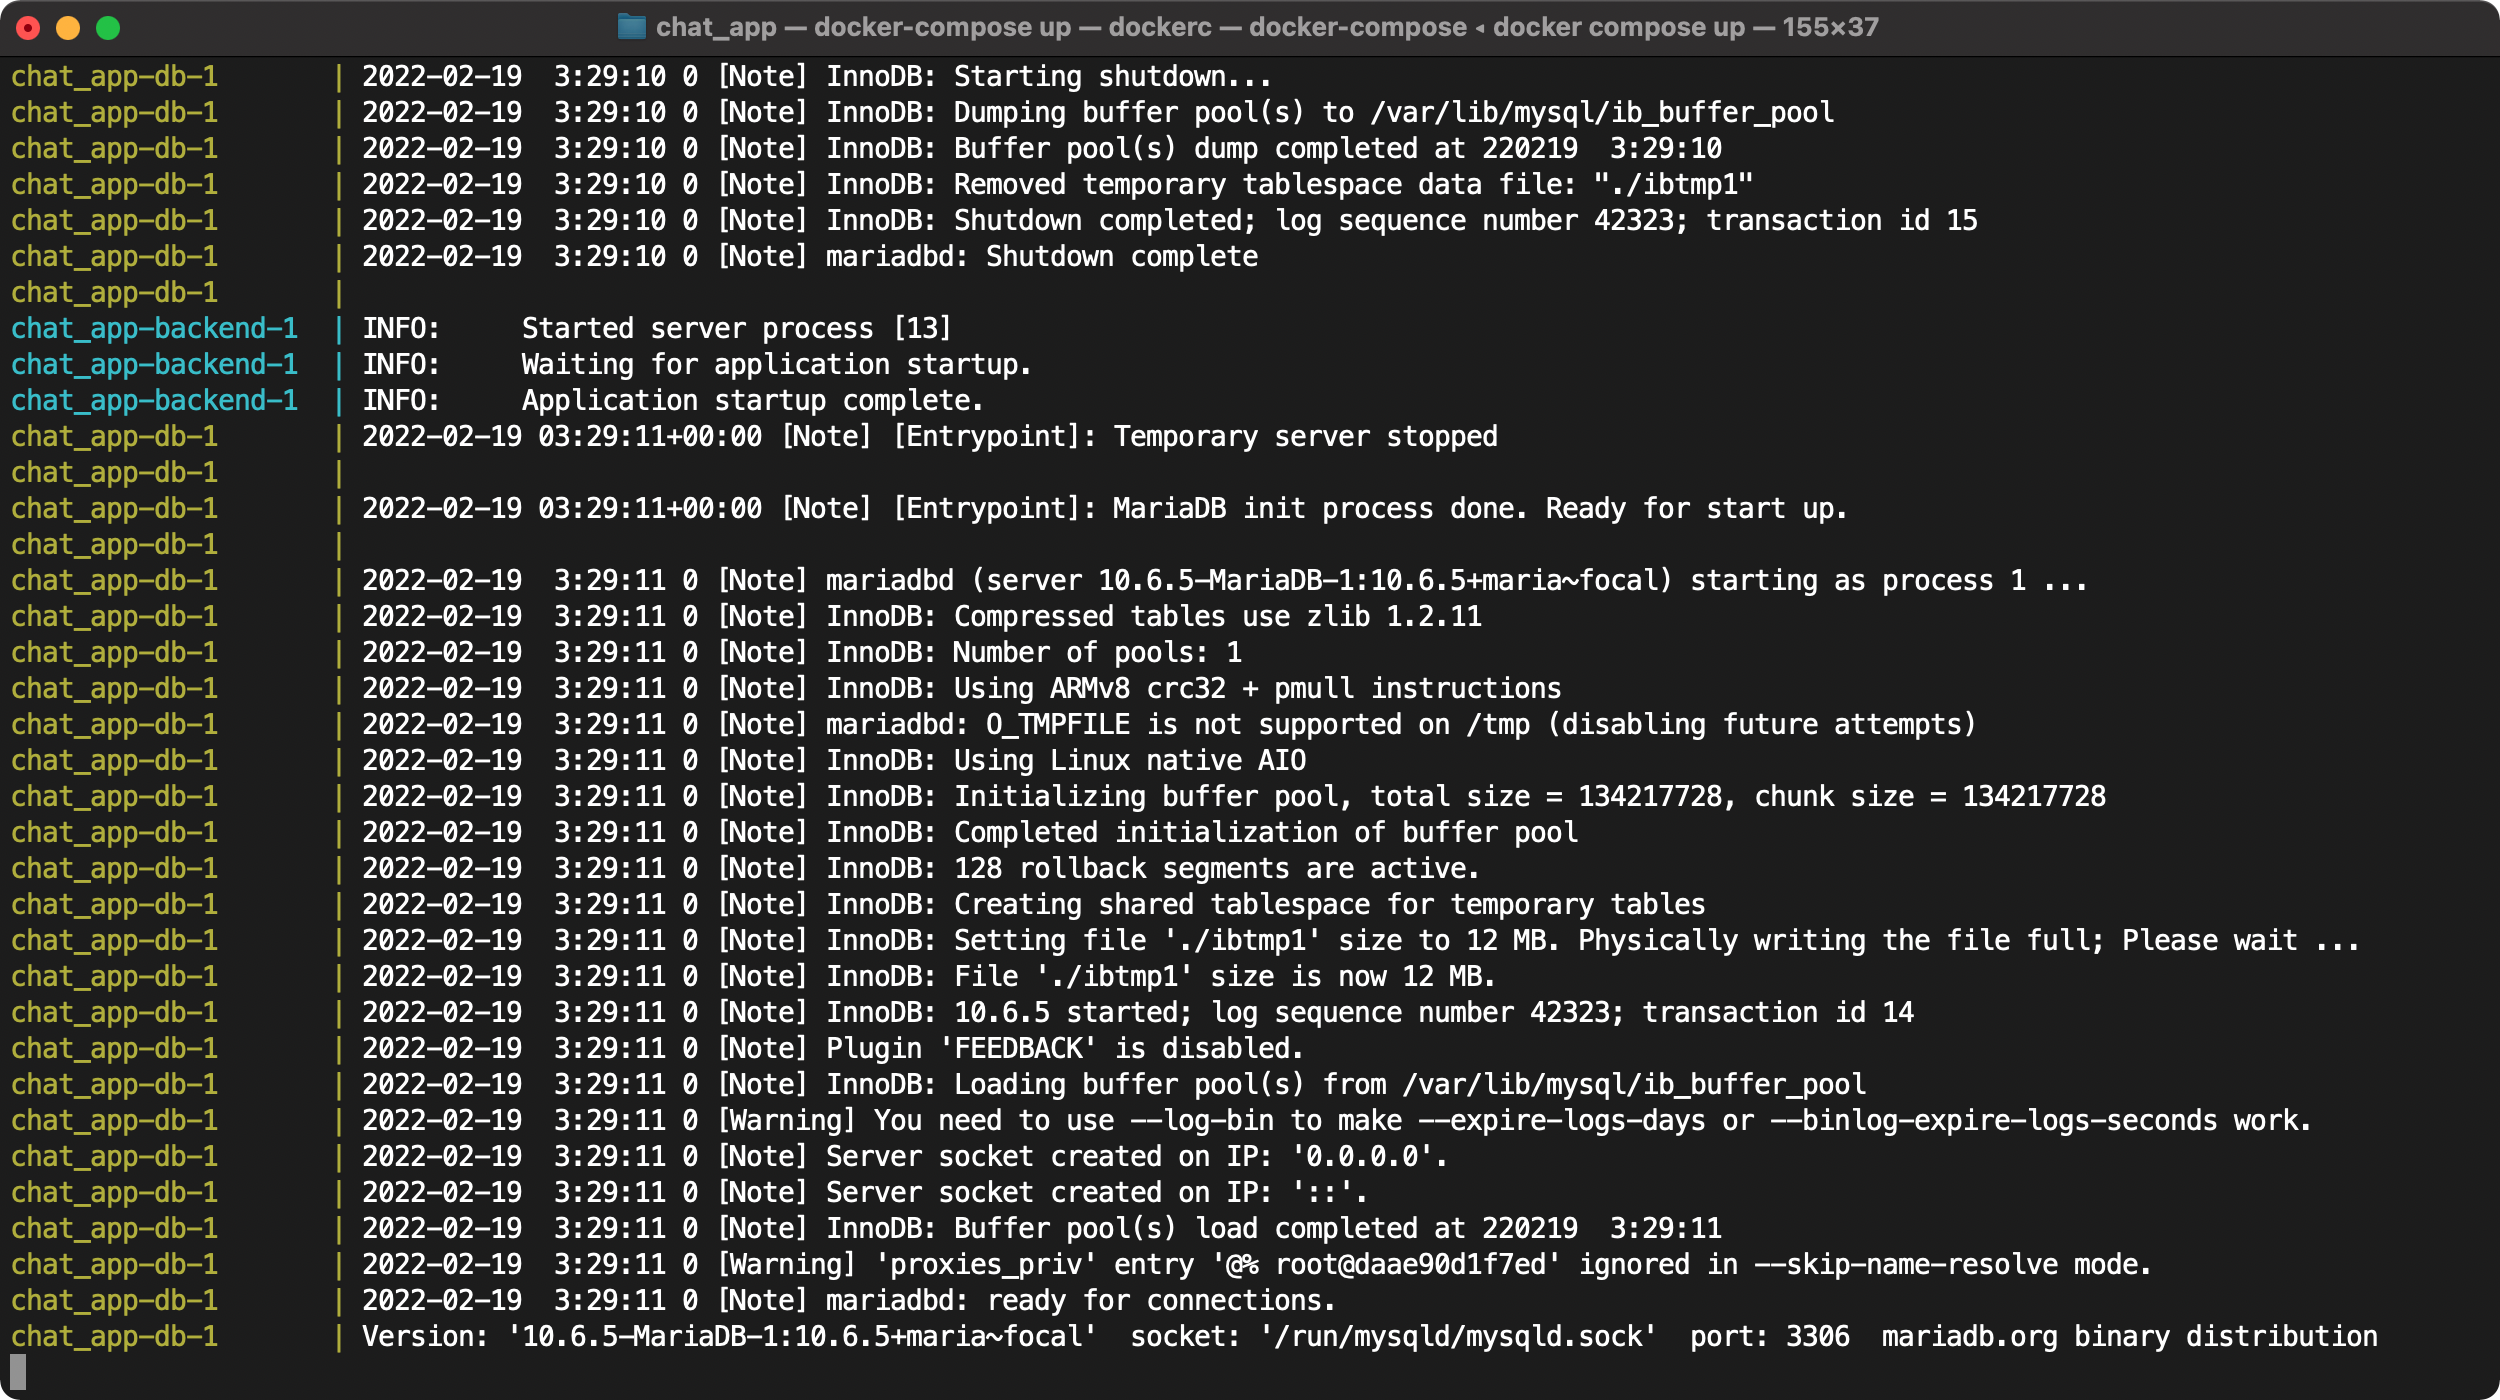 chat_app — docker-compose up — dockerc — docker-compose ◂ docker compose up — 155×37
chat_app-db-1       | 2022-02-19  3:29:10 0 [Note] InnoDB: Starting shutdown...
chat_app-db-1       | 2022-02-19  3:29:10 0 [Note] InnoDB: Dumping buffer pool(s) to /var/lib/mysql/ib_buffer_pool
chat_app-db-1       | 2022-02-19  3:29:10 0 [Note] InnoDB: Buffer pool(s) dump completed at 220219  3:29:10
chat_app-db-1       | 2022-02-19  3:29:10 0 [Note] InnoDB: Removed temporary tablespace data file: "./ibtmp1"
chat_app-db-1       | 2022-02-19  3:29:10 0 [Note] InnoDB: Shutdown completed; log sequence number 42323; transaction id 15
chat_app-db-1       | 2022-02-19  3:29:10 0 [Note] mariadbd: Shutdown complete
chat_app-db-1       |
chat_app-backend-1  | INFO:     Started server process [13]
chat_app-backend-1  | INFO:     Waiting for application startup.
chat_app-backend-1  | INFO:     Application startup complete.
chat_app-db-1       | 2022-02-19 03:29:11+00:00 [Note] [Entrypoint]: Temporary server stopped
chat_app-db-1       |
chat_app-db-1       | 2022-02-19 03:29:11+00:00 [Note] [Entrypoint]: MariaDB init process done. Ready for start up.
chat_app-db-1       |
chat_app-db-1       | 2022-02-19  3:29:11 0 [Note] mariadbd (server 10.6.5-MariaDB-1:10.6.5+maria~focal) starting as process 1 ...
chat_app-db-1       | 2022-02-19  3:29:11 0 [Note] InnoDB: Compressed tables use zlib 1.2.11
chat_app-db-1       | 2022-02-19  3:29:11 0 [Note] InnoDB: Number of pools: 1
chat_app-db-1       | 2022-02-19  3:29:11 0 [Note] InnoDB: Using ARMv8 crc32 + pmull instructions
chat_app-db-1       | 2022-02-19  3:29:11 0 [Note] mariadbd: O_TMPFILE is not supported on /tmp (disabling future attempts)
chat_app-db-1       | 2022-02-19  3:29:11 0 [Note] InnoDB: Using Linux native AIO
chat_app-db-1       | 2022-02-19  3:29:11 0 [Note] InnoDB: Initializing buffer pool, total size = 134217728, chunk size = 134217728
chat_app-db-1       | 2022-02-19  3:29:11 0 [Note] InnoDB: Completed initialization of buffer pool
chat_app-db-1       | 2022-02-19  3:29:11 0 [Note] InnoDB: 128 rollback segments are active.
chat_app-db-1       | 2022-02-19  3:29:11 0 [Note] InnoDB: Creating shared tablespace for temporary tables
chat_app-db-1       | 2022-02-19  3:29:11 0 [Note] InnoDB: Setting file './ibtmp1' size to 12 MB. Physically writing the file full; Please wait ...
chat_app-db-1       | 2022-02-19  3:29:11 0 [Note] InnoDB: File './ibtmp1' size is now 12 MB.
chat_app-db-1       | 2022-02-19  3:29:11 0 [Note] InnoDB: 10.6.5 started; log sequence number 42323; transaction id 14
chat_app-db-1       | 2022-02-19  3:29:11 0 [Note] Plugin 'FEEDBACK' is disabled.
chat_app-db-1       | 2022-02-19  3:29:11 0 [Note] InnoDB: Loading buffer pool(s) from /var/lib/mysql/ib_buffer_pool
chat_app-db-1       | 2022-02-19  3:29:11 0 [Warning] You need to use --log-bin to make --expire-logs-days or --binlog-expire-logs-seconds work.
chat_app-db-1       | 2022-02-19  3:29:11 0 [Note] Server socket created on IP: '0.0.0.0'.
chat_app-db-1       | 2022-02-19  3:29:11 0 [Note] Server socket created on IP: '::'.
chat_app-db-1       | 2022-02-19  3:29:11 0 [Note] InnoDB: Buffer pool(s) load completed at 220219  3:29:11
chat_app-db-1       | 2022-02-19  3:29:11 0 [Warning] 'proxies_priv' entry '@% root@daae90d1f7ed' ignored in --skip-name-resolve mode.
chat_app-db-1       | 2022-02-19  3:29:11 0 [Note] mariadbd: ready for connections.
chat_app-db-1       | Version: '10.6.5-MariaDB-1:10.6.5+maria~focal'  socket: '/run/mysqld/mysqld.sock'  port: 3306  mariadb.org binary distribution